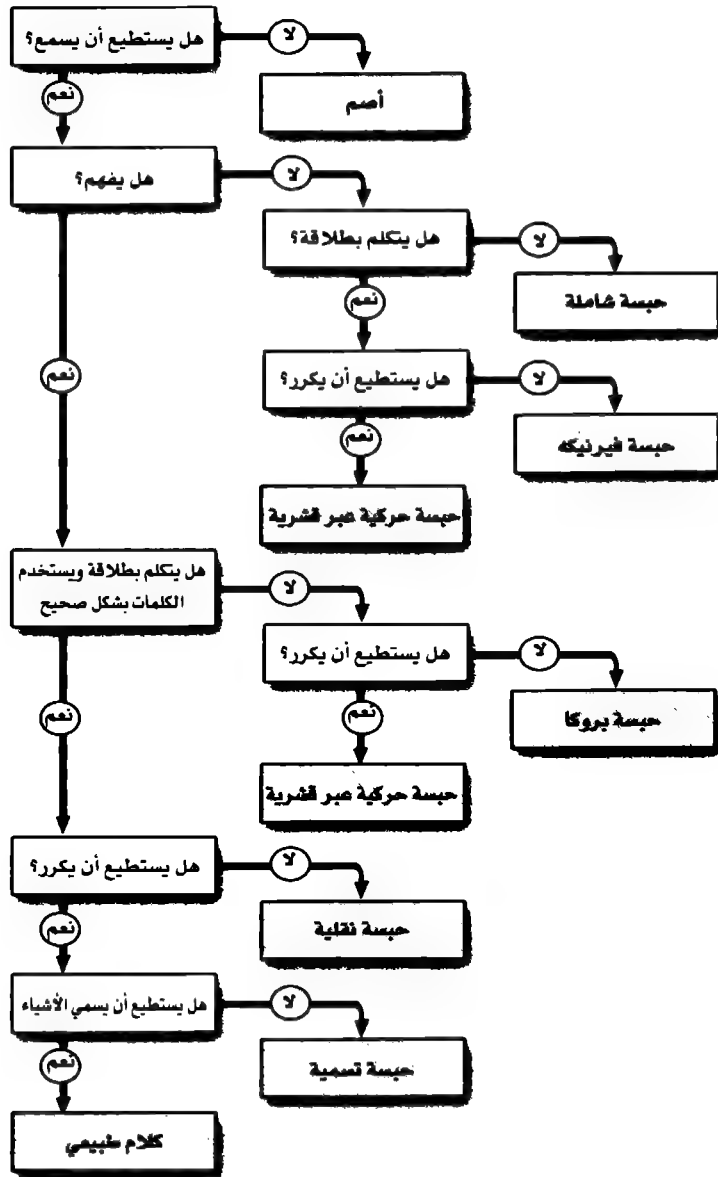 هل يستطيع أن يسمع؟
لا
نعم
أصم
هل يفهم؟
لا
هل يتكلم بطلاقة؟
لا
نعم
حبسة شاملة
نعم
هل يستطيع أن يكرر؟
لا
نعم
حبسة فيرنيكه
حبسة حركية عبر قشرية
هل يتكلم بطلاقة ويستخدم
الكلمات بشكل صحيح
لا
هل يستطيع أن يكرر؟
لا
نعم
نعم
حبسة بروكا
حبسة حركية عبر قشرية
هل يستطيع أن يكرر؟
لا
نعم
حبسة نقلية
هل يستطيع أن يسمي الأشياء
لا
نعم
حبسة تسمية
كلام طبيعي